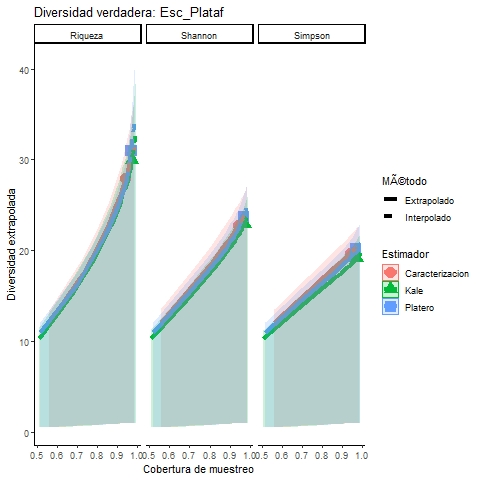 Diversidad verdadera: Esc_Plataf
Riqueza Shannon Simpson
40
30
20
10
0
Diversidad extrapolada
0.5 0.6 0.7 0.8 0.9 1.0 0.5 0.6 0.7 0.8 0.9 1.0 0.5 0.6 0.7 0.8 0.9 1.0
Cobertura de muestreo
MÃ©todo
Extrapolado
Interpolado
Estimador
Caracterizacion
Kale
Platero